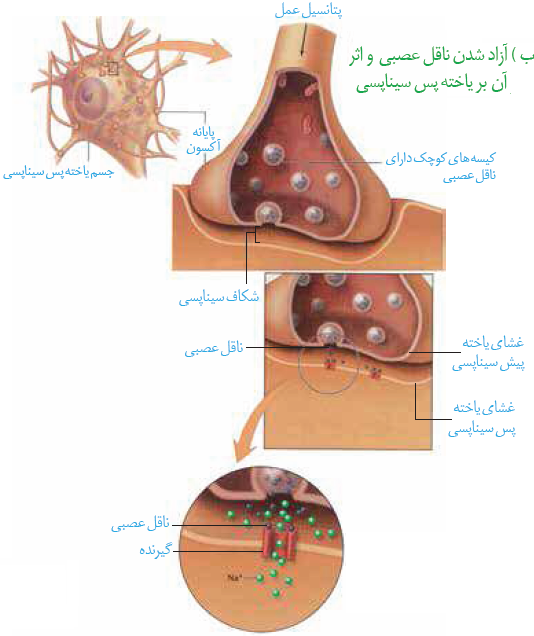 پتانسیل عمل
ب ) آزاد شدن ناقل عصبی و اثر
آن بر یاخته پس سیناپسی
پایانه
آکسون
جسم یاخته پس سیناپسی
کیسه‌های کوچک دارای
ناقل عصبی
شکاف سیناپسی
ناقل عصبی
غشای یاخته
پیش سیناپسی
غشای یاخته
پس سیناپسی
ناقل عصبی
گیرنده
Na⁺